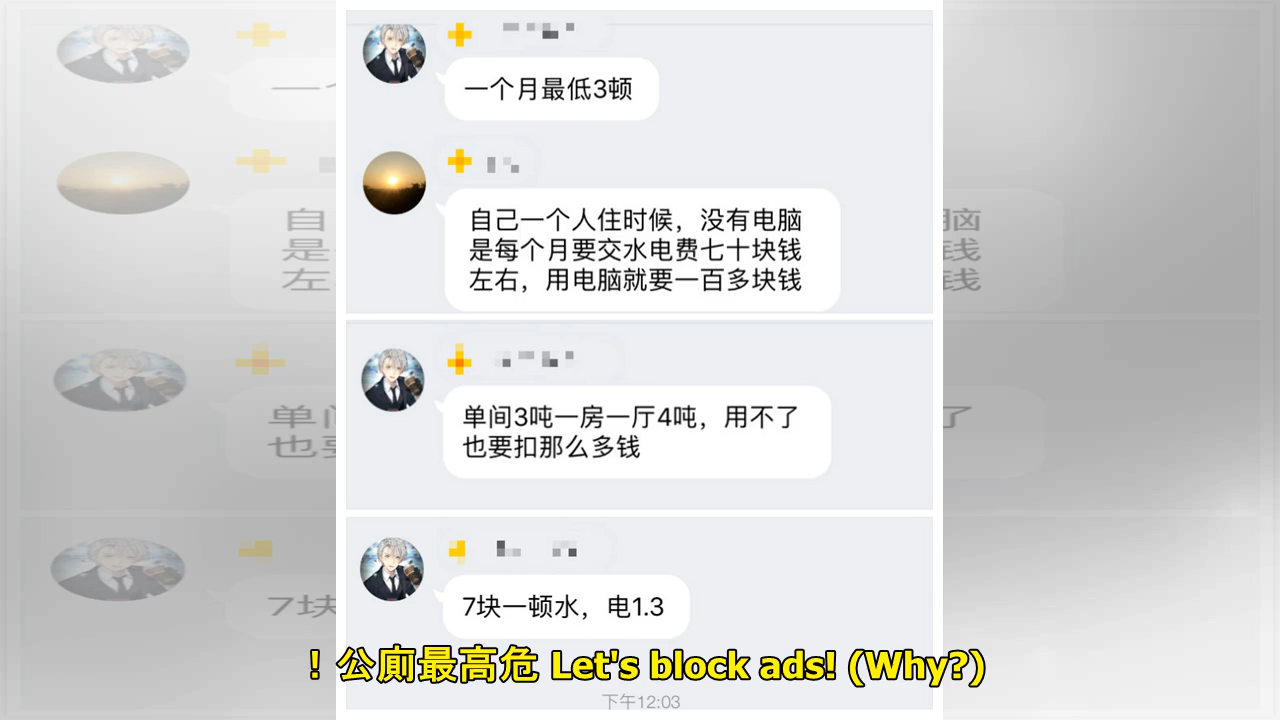 一个月最低3顿
自己一个人住时候，没有电脑
是每个月要交水电费七十块钱
左右，用电脑就要一百多块钱
单间3吨一房一厅4吨，用不了
也要扣那么多钱
7块一顿水，电1.3
！公廁最高危 Let's block ads! (Why?)
下午12:03